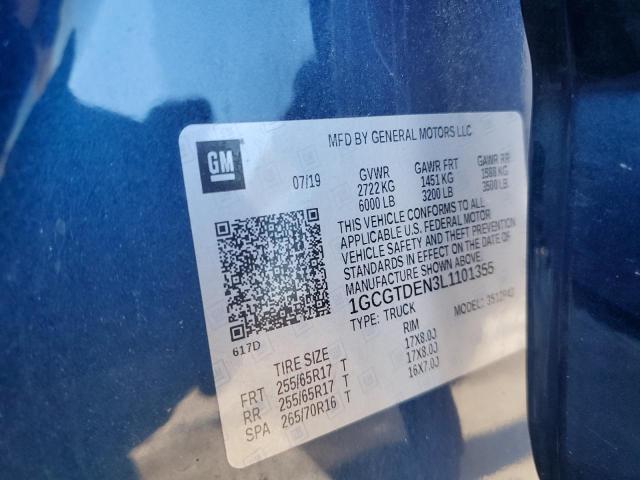 MFD BY GENERAL MOTORS LLC
GM
07/19
GVWR GAWR FRT GAWR RR
2722 KG 1451 KG 1588 KG
6000 LB 3200 LB 3500 LB
THIS VEHICLE CONFORMS TO ALL
APPLICABLE U.S. FEDERAL MOTOR
VEHICLE SAFETY AND THEFT PREVENTION
STANDARDS IN EFFECT ON THE DATE OF
MANUFACTURE SHOWN ABOVE.
1GCGTDEN3L1101355
TYPE: TRUCK MODEL:
617D
TIRE SIZE RIM
FRT 255/65R17 T 17X8.0J
RR 255/65R17 T 17X8.0J
SPA 265/70R16 T 16X7.0J